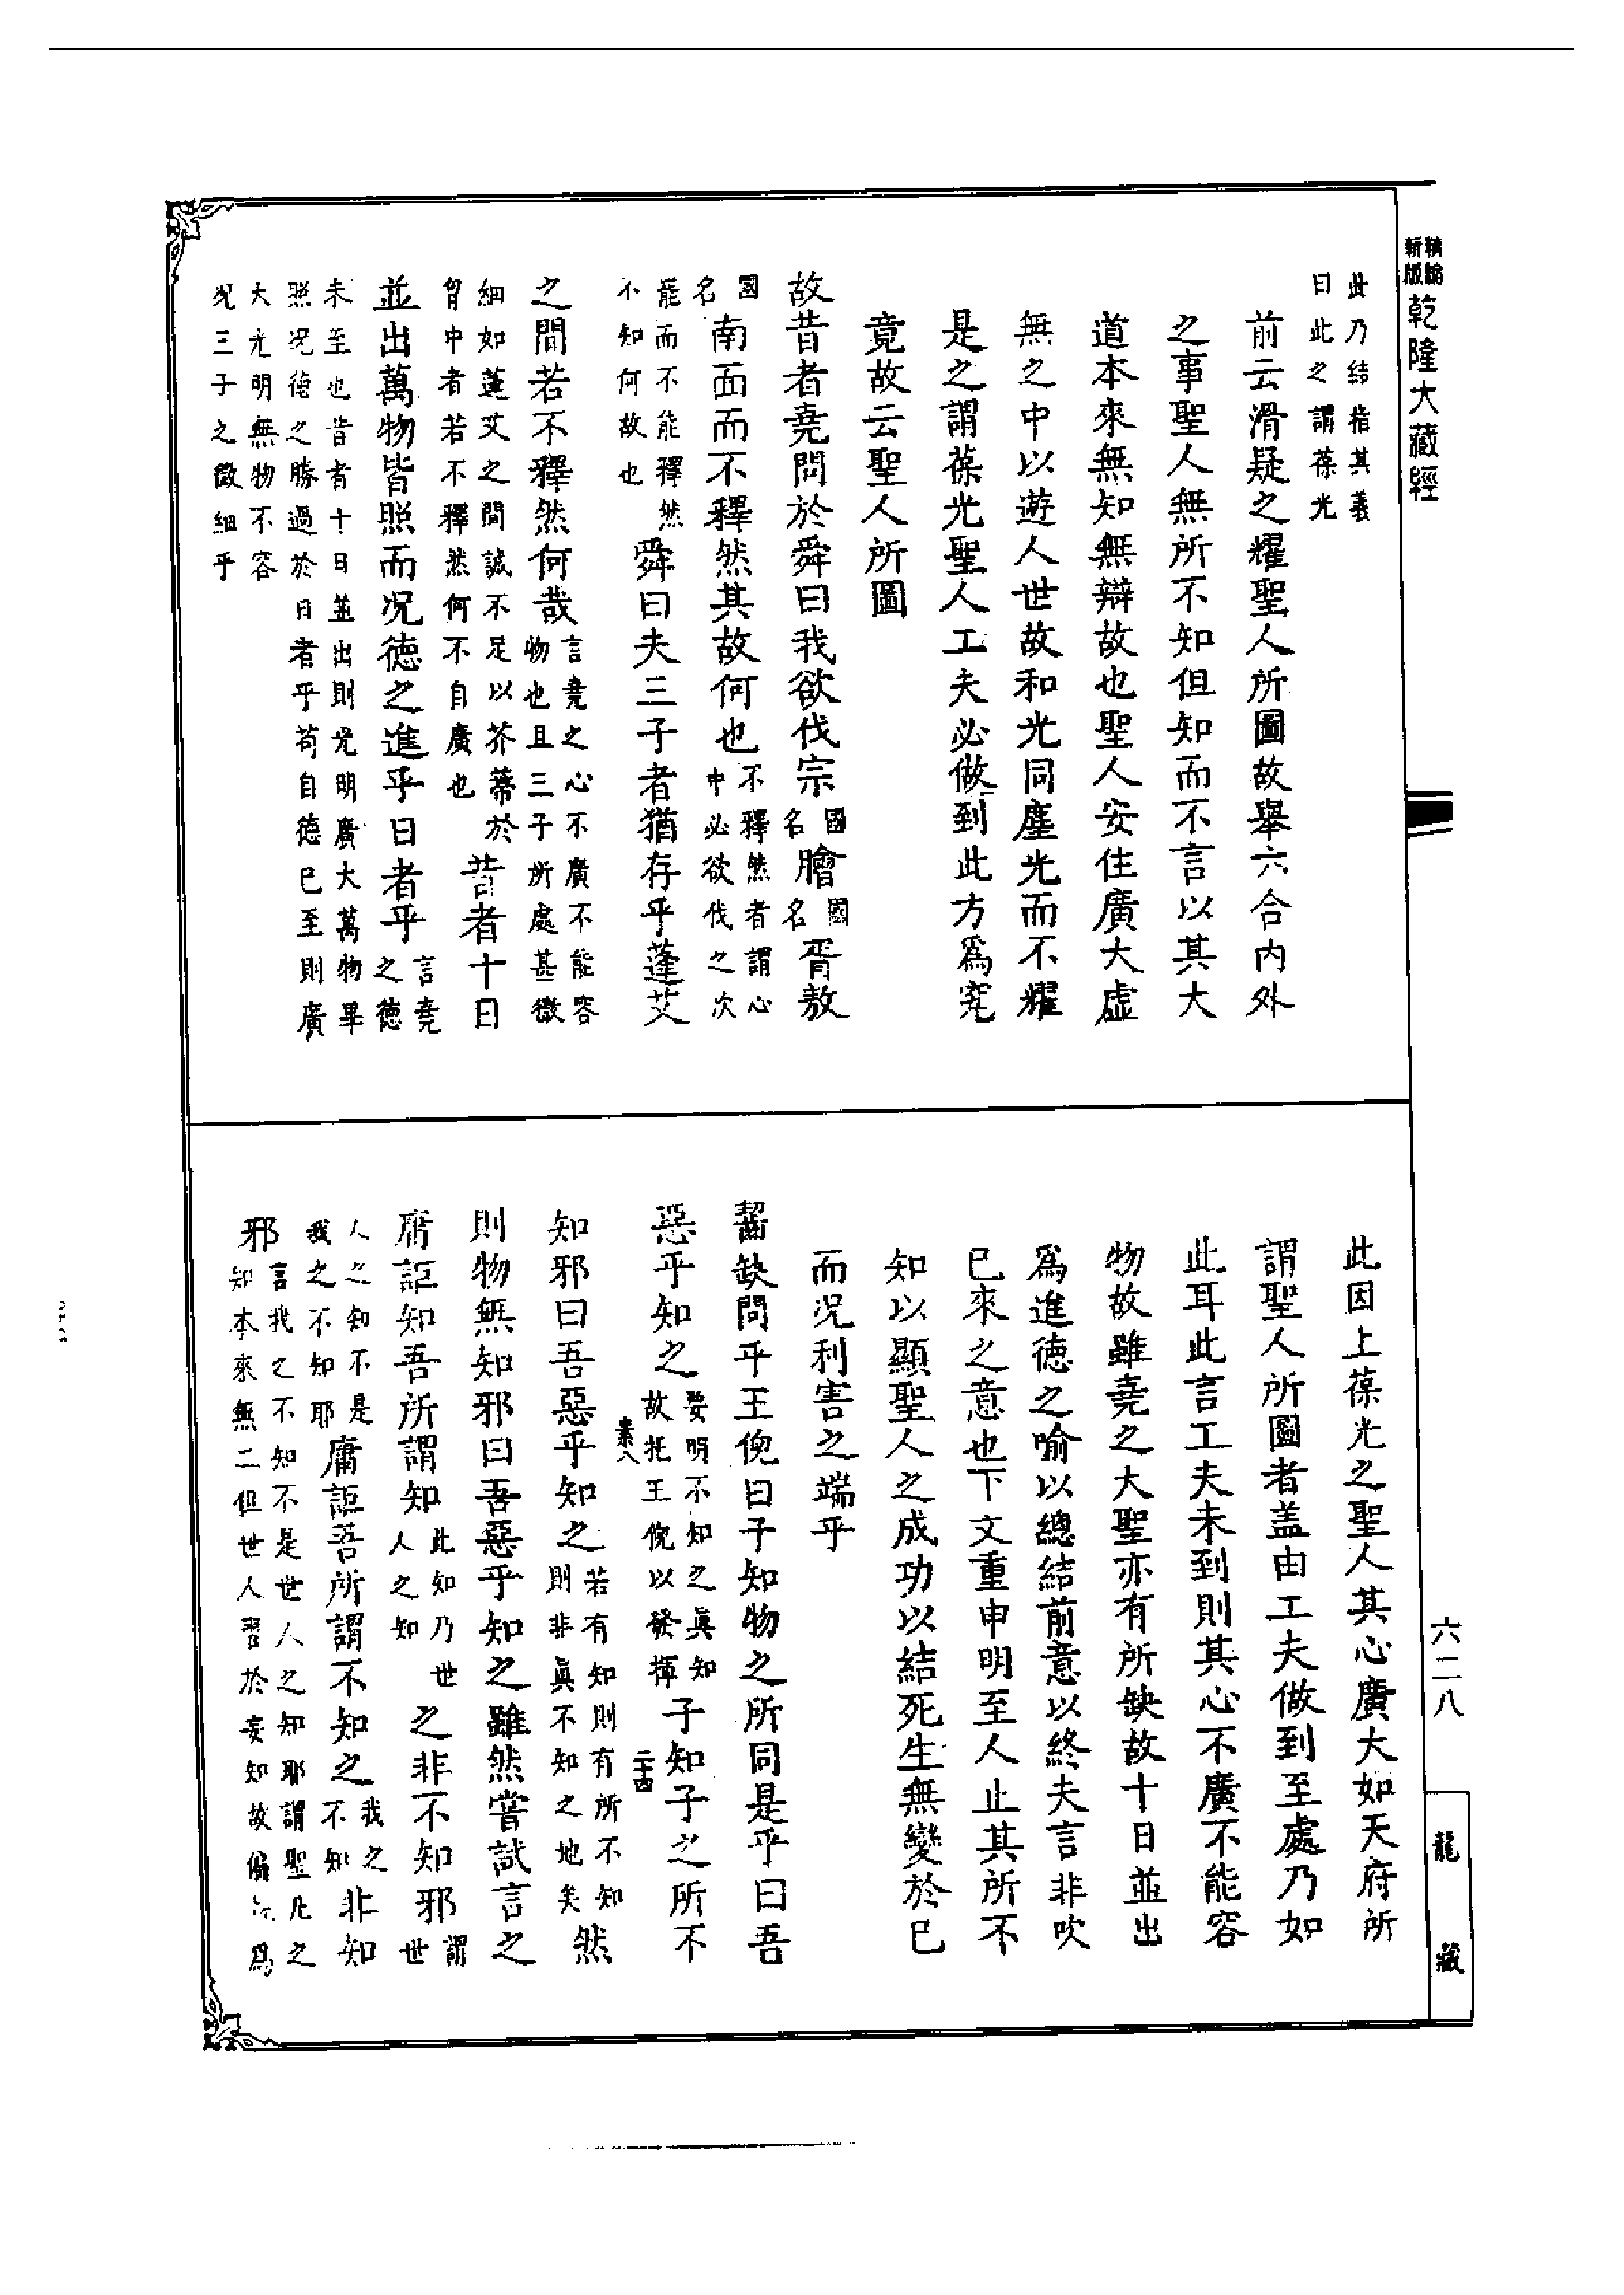 精編
新版
乾隆大藏經
此乃結指其義
曰此之謂葆光
前云滑疑之耀聖人所圖故舉六合內外
之事聖人無所不知但知而不言以其大
道本來無知無辯故也聖人安住廣大虛
無之中以遊人世故和光同塵光而不耀
是之謂葆光聖人工夫必做到此方爲究
竟故云聖人所圖
故昔者堯問於舜曰我欲伐宗國名膾國名胥敖
國名南面而不釋然其故何也不釋然者謂心中必欲伐之次
能而不能釋然不知何故也舜曰夫三子者猶存乎蓬艾
之間若不釋然何哉言堯之心不廣不能容物也且三子所處甚微
細如蓬艾之間誠不足以芥蔕於胷中者若不釋然何不自廣也昔者十日
並出萬物皆照而況德之進乎日者乎言堯之德
未至也昔者十日並出則光明廣大萬物畢照况德之勝過於日者乎苟自德已至則廣
大光明無物不容况三子之微細乎
此因上葆光之聖人其心廣大如天府所
謂聖人所圖者盖由工夫做到至處乃如
此耳此言工夫未到則其心不廣不能容
物故雖堯之大聖亦有所缺故十日並出
爲進德之喻以總結前意以終夫言非吹
已來之意也下文重申明至人止其所不
知以顯聖人之成功以結死生無變於已
而況利害之端乎
齧缺問乎王倪曰子知物之所同是乎曰吾
惡乎知之要明不知之眞知故托王倪以發揮子知子之所不
素八
二十四
知邪曰吾惡乎知之若有知則有所不知則非眞不知之地矣然
則物無知邪曰吾惡乎知之雖然嘗試言之
庸詎知吾所謂知此知乃世人之知之非不知邪謂世
人之知不是我之不知耶庸詎吾所謂不知之我之不知非知
邪言我之不知不是世人之知耶謂聖凡之知本來無二但世人習於妄知故偏爲
六二八
龍藏